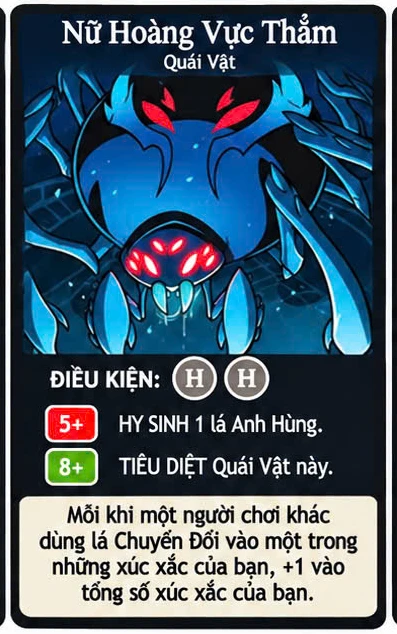 Nữ Hoàng Vực Thẳm
Quái Vật
ĐIỀU KIỆN: H H
5+ HY SINH 1 lá Anh Hùng.
8+ TIÊU DIỆT Quái Vật này.
Mỗi khi một người chơi khác
dùng lá Chuyển Đổi vào một trong
những xúc xắc của bạn, +1 vào
tổng số xúc xắc của bạn.